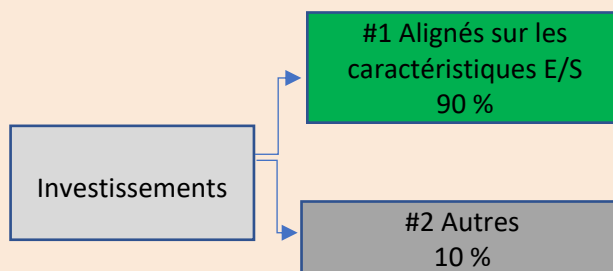 #1 Alignés sur les
caractéristiques E/S
90 %
Investissements
#2 Autres
10 %